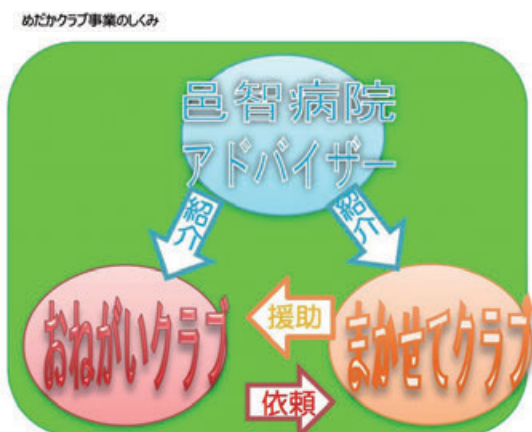 めだかクラブ事業のしくみ
邑智病院
アドバイザー
紹介
紹介
おねがいクラブ
援助
まかせてクラブ
依頼